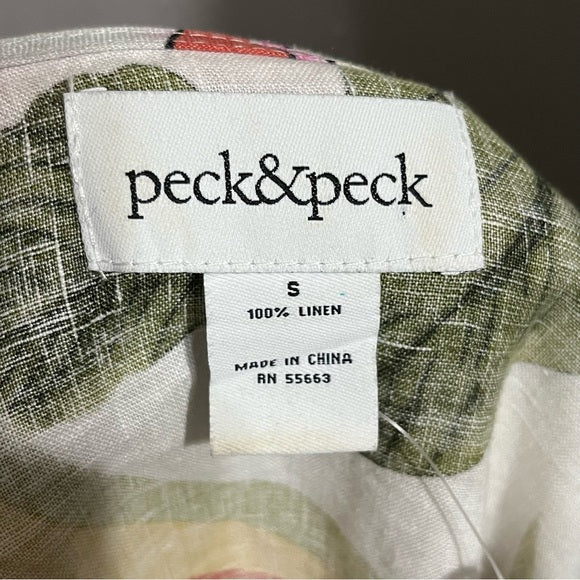 peck&peck
S
100% LINEN
MADE IN CHINA
RN 55663